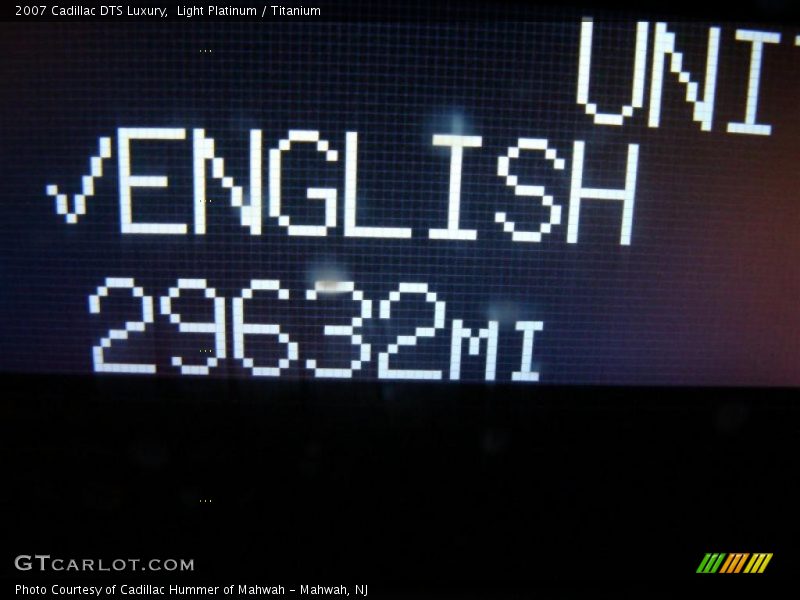 2007 Cadillac DTS Luxury,  Light Platinum / Titanium
UNI
✓ENGLISH
29632MI
GTCARLOT.COM
Photo Courtesy of Cadillac Hummer of Mahwah - Mahwah, NJ